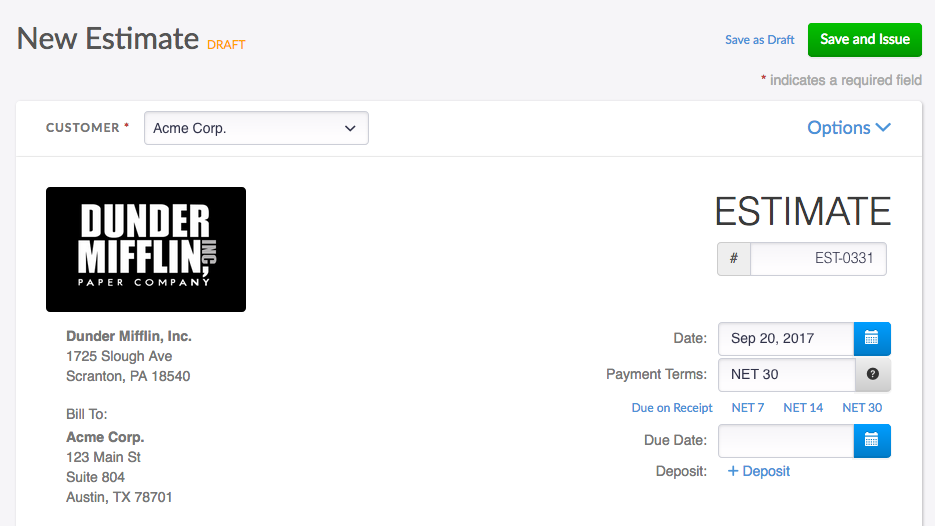 New Estimate DRAFT
Save as Draft
Save and Issue
* indicates a required field
CUSTOMER *
Acme Corp.
Options
DUNDER
MIFFLIN, INC
PAPER COMPANY
ESTIMATE
# EST-0331
Dunder Mifflin, Inc.
1725 Slough Ave
Scranton, PA 18540
Bill To:
Acme Corp.
123 Main St
Suite 804
Austin, TX 78701
Date: Sep 20, 2017
Payment Terms: NET 30 ?
Due on Receipt NET 7 NET 14 NET 30
Due Date:
Deposit: + Deposit